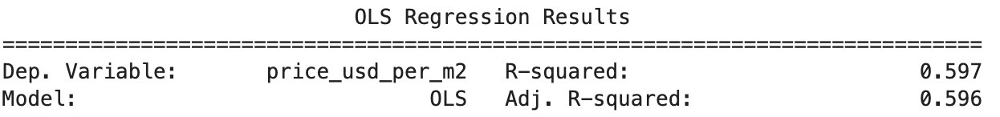 OLS Regression Results
==============================================================================
Dep. Variable: price_usd_per_m2 R-squared: 0.597
Model: OLS Adj. R-squared: 0.596